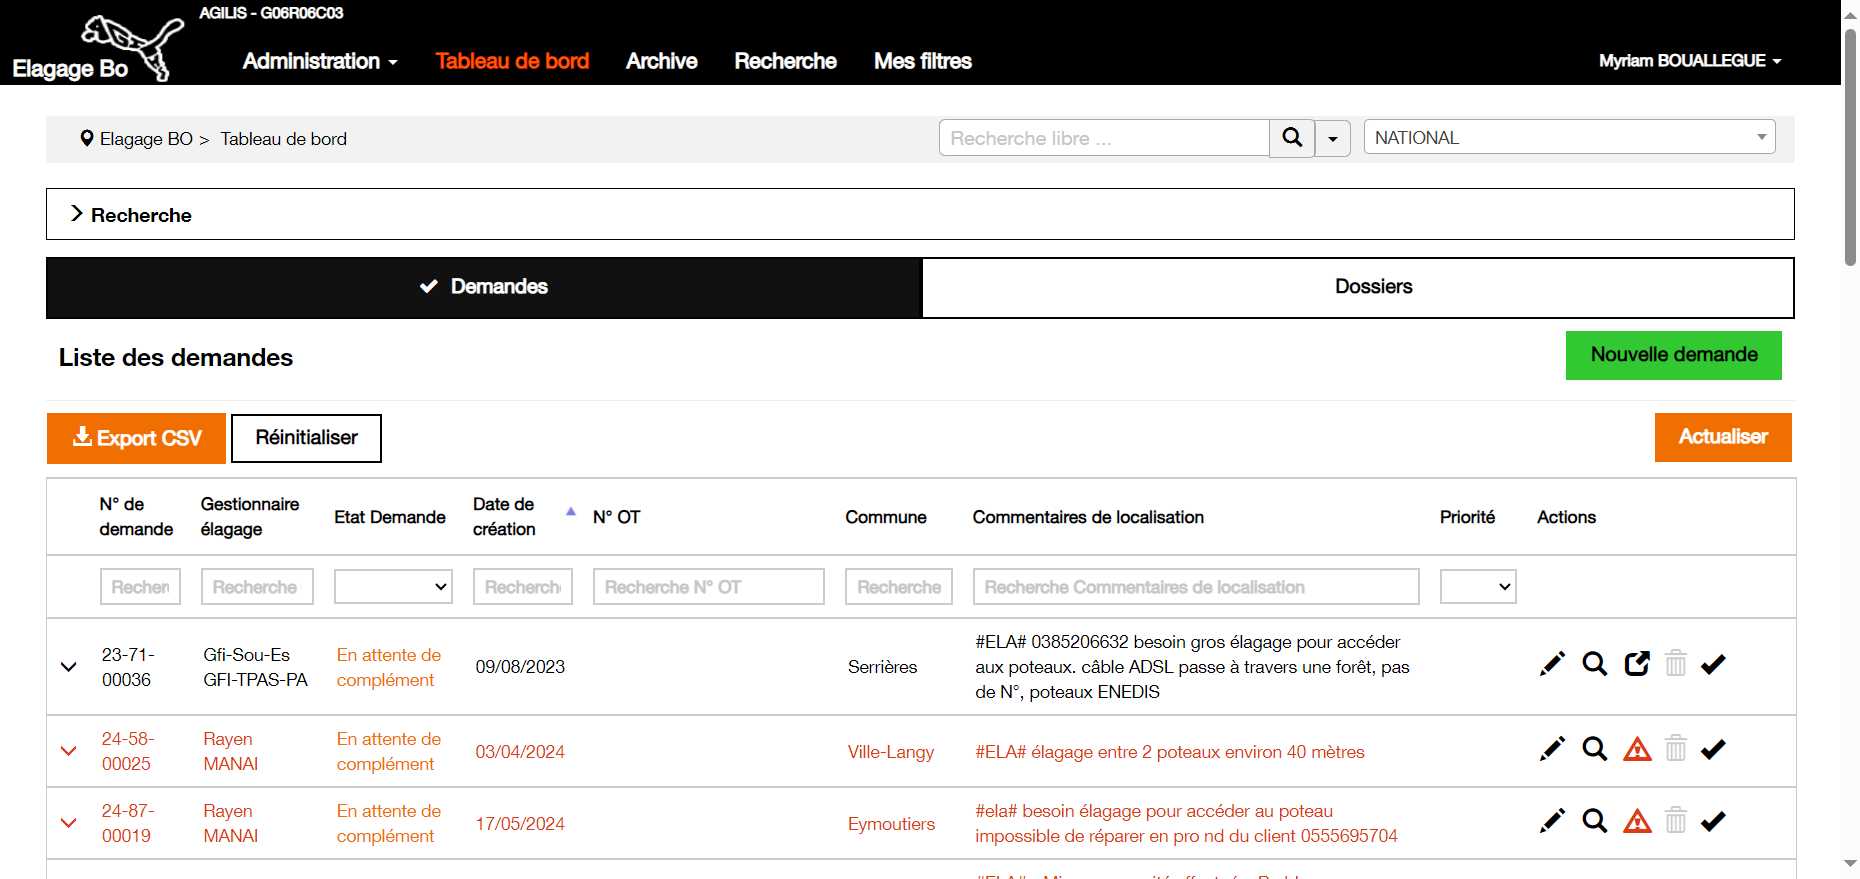 AGILIS - G06R06C03
Elagage Bo
Administration
Tableau de bord
Archive
Recherche
Mes filtres
Myriam BOUALLEGUE
Elagage BO > Tableau de bord
Recherche libre ...
NATIONAL
Recherche
Demandes
Dossiers
Liste des demandes
Nouvelle demande
Export CSV
Réinitialiser
Actualiser
N° de demande
Gestionnaire élagage
Etat Demande
Date de création
N° OT
Commune
Commentaires de localisation
Priorité
Actions
Recherche
Recherche N° OT
Recherche
Recherche Commentaires de localisation
23-71-00036
Gfi-Sou-Es GFI-TPAS-PA
En attente de complément
09/08/2023
Serrières
#ELA# 0385206632 besoin gros élagage pour accéder
aux poteaux. câble ADSL passe à travers une forêt, pas
de N°, poteaux ENEDIS
24-58-00025
Rayen MANAI
En attente de complément
03/04/2024
Ville-Langy
#ELA# élagage entre 2 poteaux environ 40 mètres
24-87-00019
Rayen MANAI
En attente de complément
17/05/2024
Eymoutiers
#ela# besoin élagage pour accéder au poteau
impossible de réparer en pro nd du client 0555695704